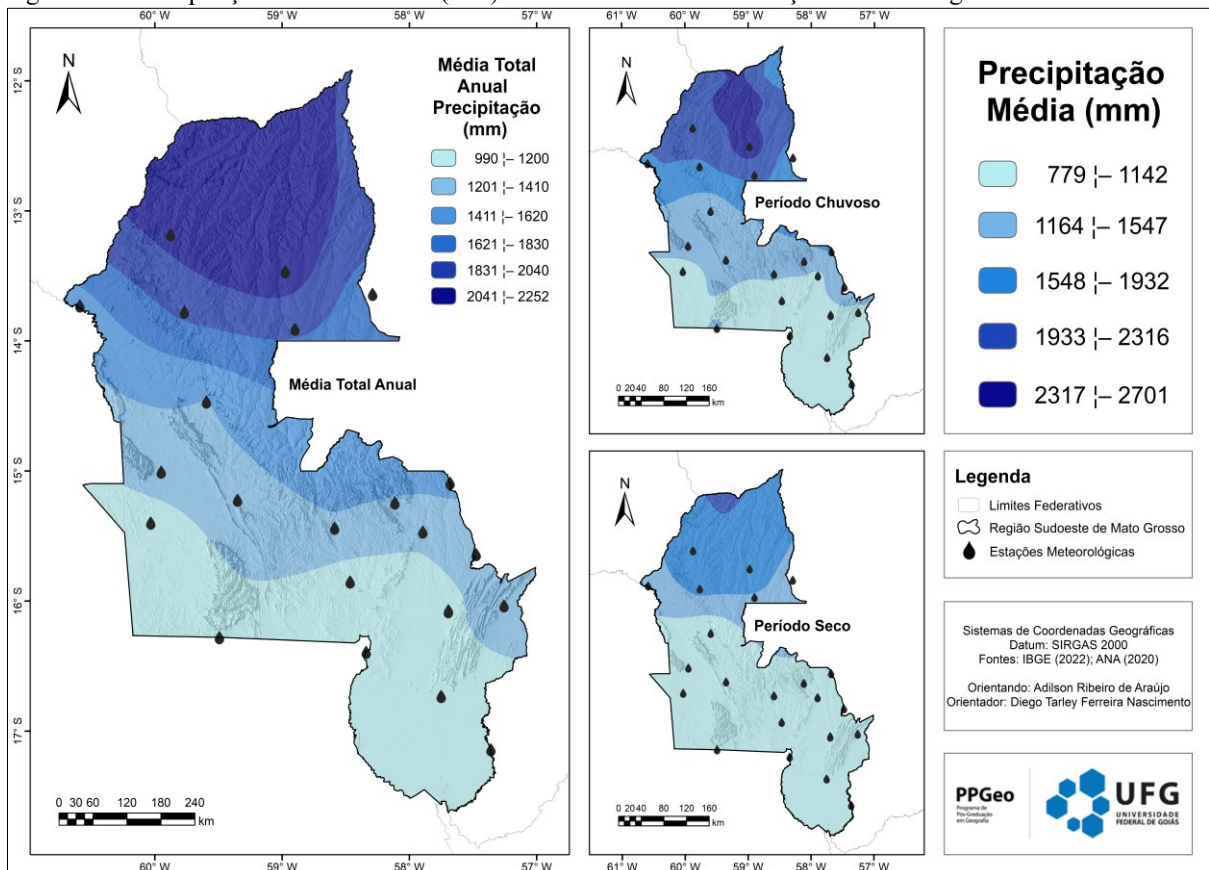 60° W 59° W 58° W 57° W
61° W 60° W 59° W 58° W 57° W
12° S
13° S
14° S
15° S
16° S
17° S
N
Média Total
Anual
Precipitação
(mm)
990 ¦– 1200
1201 ¦– 1410
1411 ¦– 1620
1621 ¦– 1830
1831 ¦– 2040
2041 ¦– 2252
Média Total Anual
0 30 60 120 180 240
km
60° W 59° W 58° W 57° W
N
Período Chuvoso
0 20 40 80 120 160
km
N
Período Seco
0 20 40 80 120 160
km
61° W 60° W 59° W 58° W 57° W
Precipitação
Média (mm)
779 ¦– 1142
1164 ¦– 1547
1548 ¦– 1932
1933 ¦– 2316
2317 ¦– 2701
Legenda
Limites Federativos
Região Sudoeste de Mato Grosso
Estações Meteorológicas
Sistemas de Coordenadas Geográficas
Datum: SIRGAS 2000
Fontes: IBGE (2022); ANA (2020)
Orientando: Adilson Ribeiro de Araújo
Orientador: Diego Tarley Ferreira Nascimento
PPGeo
Programa de
Pós-Graduação
em Geografia
UFG
UNIVERSIDADE
FEDERAL DE GOIÁS